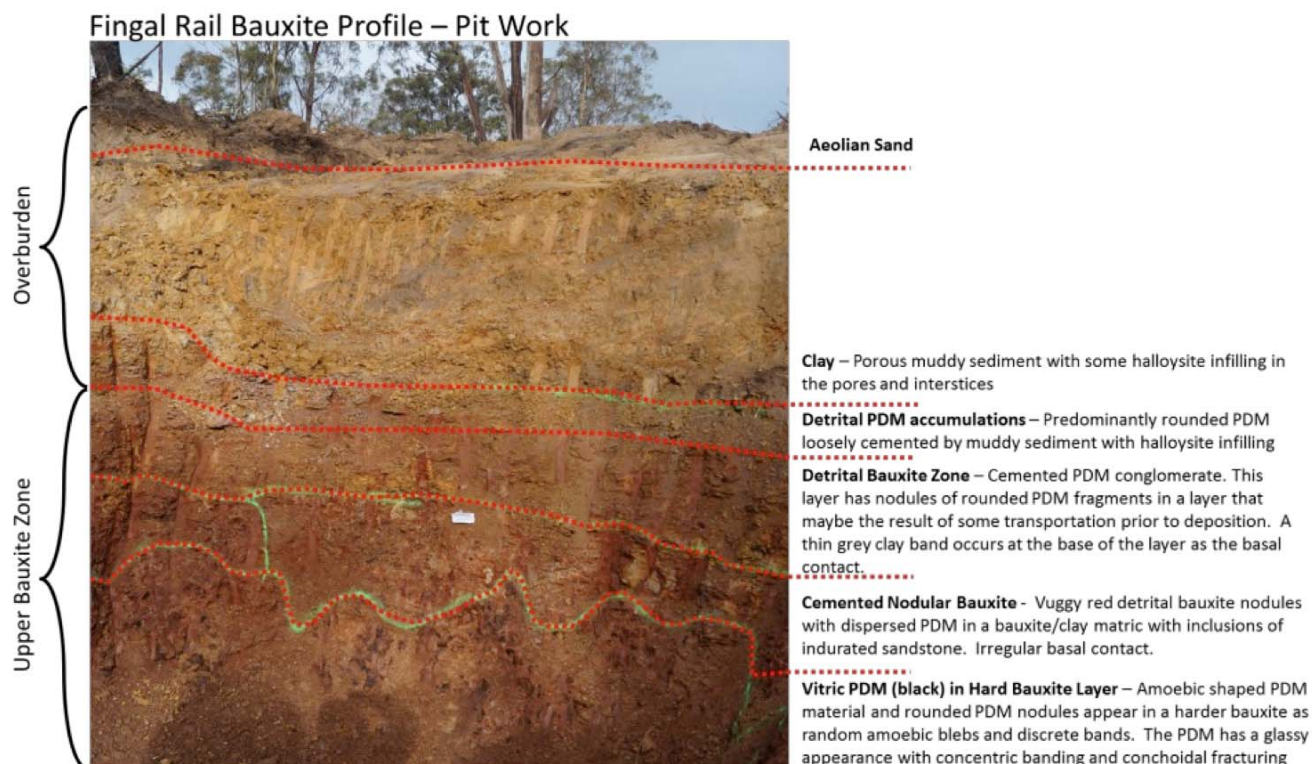 Fingal Rail Bauxite Profile – Pit Work
Overburden
Upper Bauxite Zone
Aeolian Sand
Clay – Porous muddy sediment with some halloysite infilling in
the pores and interstices
Detrital PDM accumulations – Predominantly rounded PDM
loosely cemented by muddy sediment with halloysite infilling
Detrital Bauxite Zone – Cemented PDM conglomerate. This
layer has nodules of rounded PDM fragments in a layer that
maybe the result of some transportation prior to deposition. A
thin grey clay band occurs at the base of the layer as the basal
contact.
Cemented Nodular Bauxite - Vuggy red detrital bauxite nodules
with dispersed PDM in a bauxite/clay matric with inclusions of
indurated sandstone. Irregular basal contact.
Vitric PDM (black) in Hard Bauxite Layer – Amoebic shaped PDM
material and rounded PDM nodules appear in a harder bauxite as
random amoebic blebs and discrete bands. The PDM has a glassy
appearance with concentric banding and conchoidal fracturing